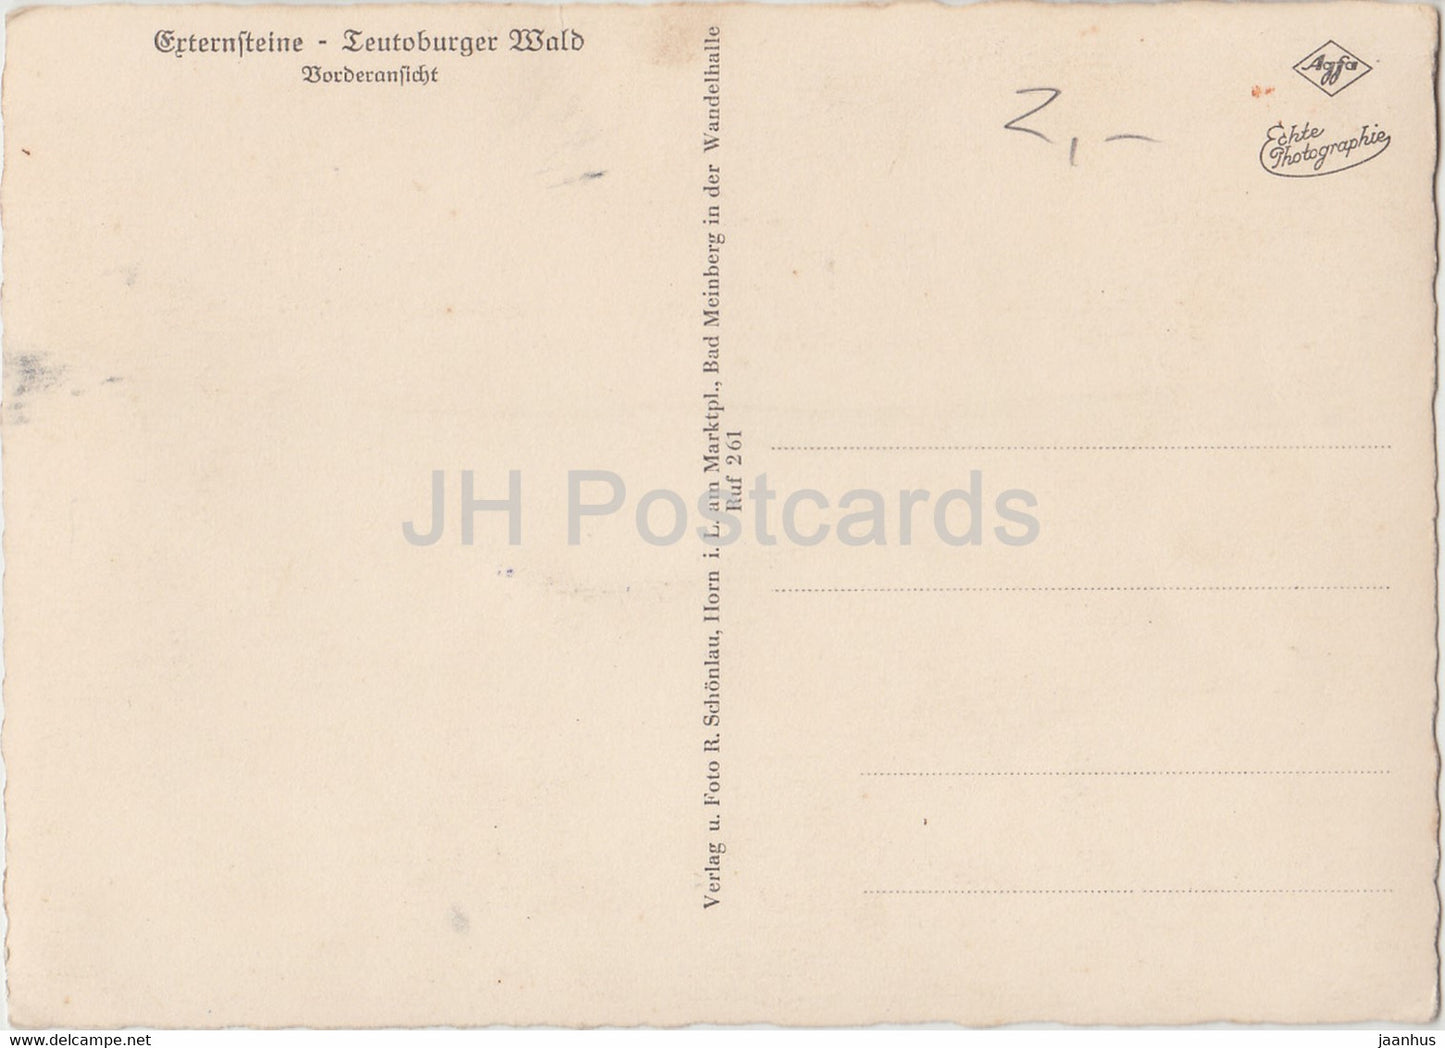 Externsteine - Teutoburger Wald
Vorderansicht
Verlag u. Foto R. Schönlau, Horn i. L. am Marktpl., Bad Meinberg in der Wandelhalle
Ruf 261
Agfa
Echte
Photographie
2,-
JH Postcards
www.delcampe.net
jaanhus